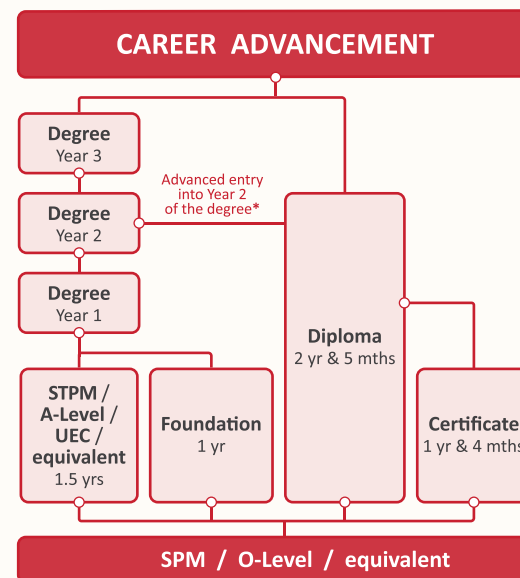 CAREER ADVANCEMENT
Degree
Year 3
Advanced entry
into Year 2
of the degree*
Degree
Year 2
Degree
Year 1
Diploma
2 yr & 5 mths
STPM /
A-Level /
UEC /
equivalent
1.5 yrs
Foundation
1 yr
Certificate
1 yr & 4 mths
SPM / O-Level / equivalent